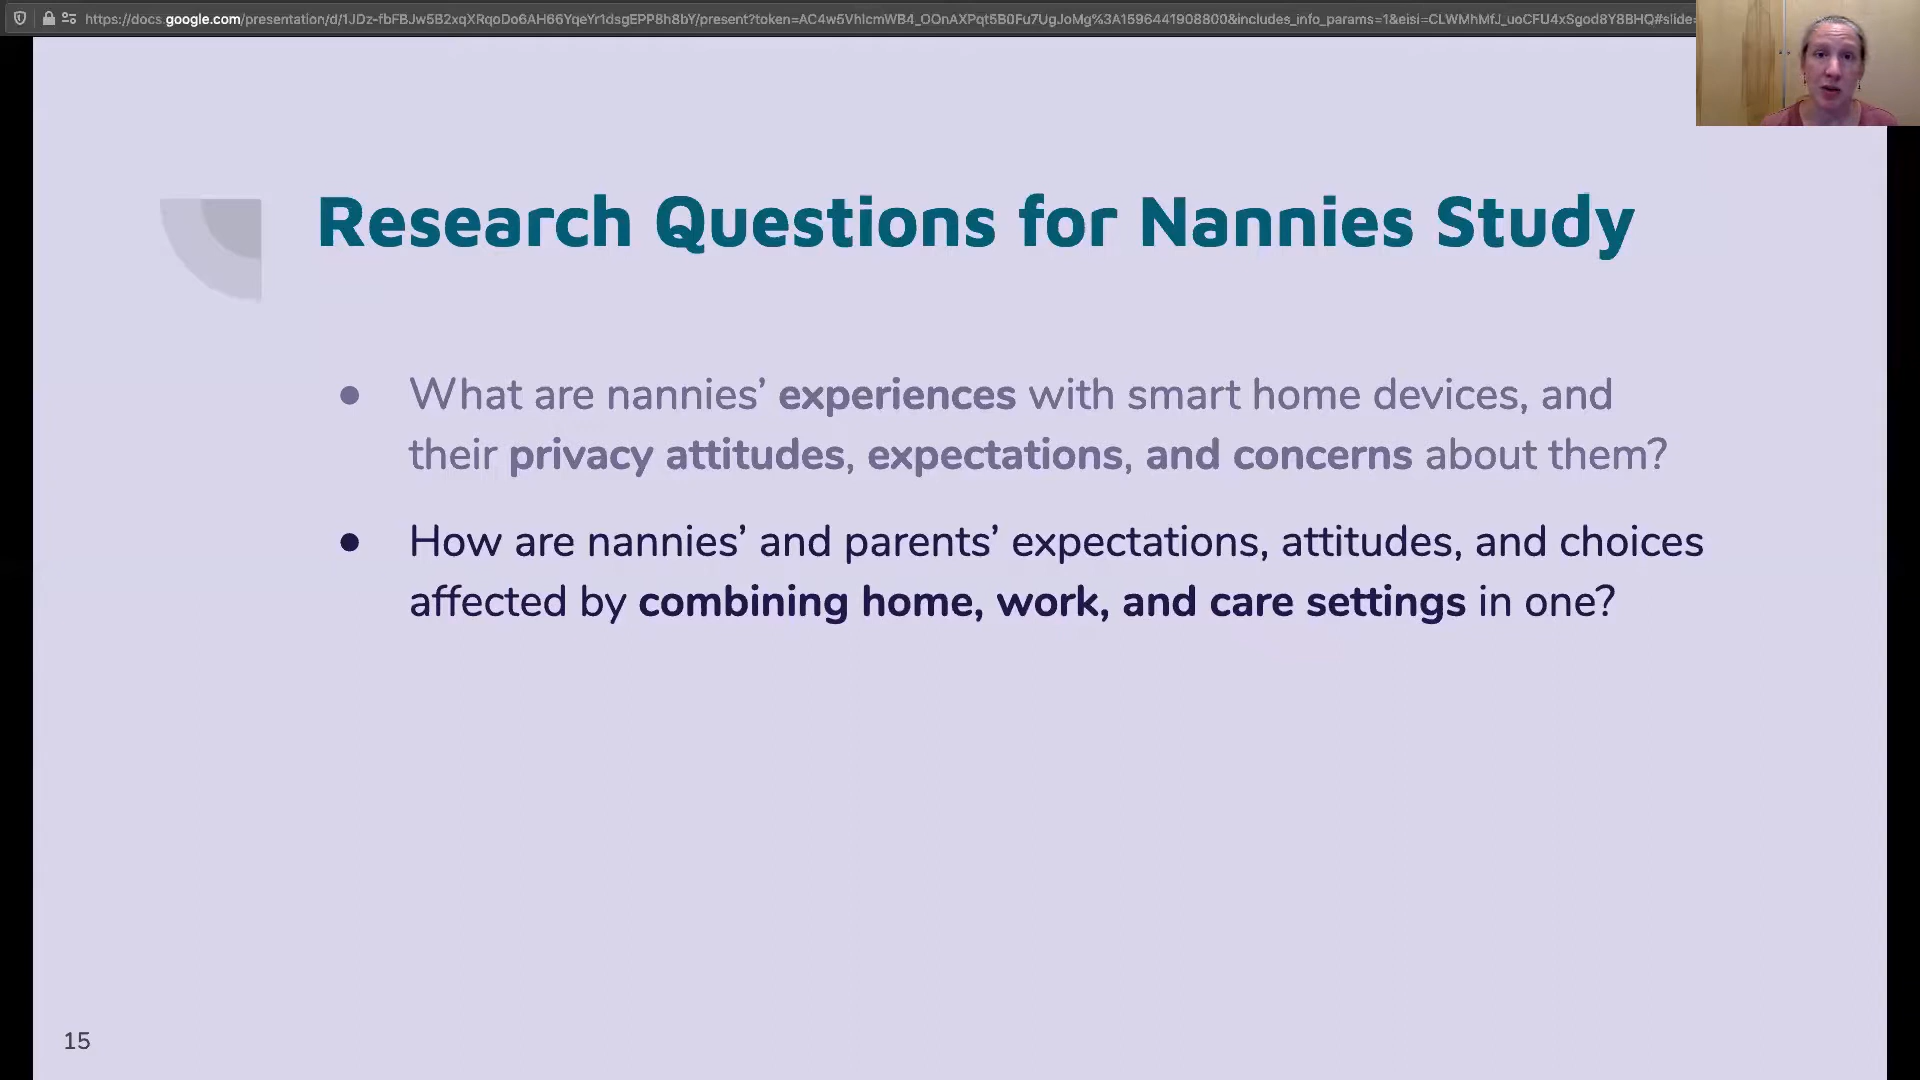 https://docs.google.com/presentation/d/1JDz-fbFBJw5B2xqXRqoDo6AH66YqeYr1dsgEPP8h8bY/present?token=AC4w5VhlcmWB4_OOnAXPqt5B0Fu7UgJoMg%3A1596441908800&includes_info_params=1&eisi=CLWMhMfJ_uoCFU4xSgod8Y8BHQ#slide=
Research Questions for Nannies Study
● What are nannies’ experiences with smart home devices, and
their privacy attitudes, expectations, and concerns about them?
● How are nannies’ and parents’ expectations, attitudes, and choices
affected by combining home, work, and care settings in one?
15